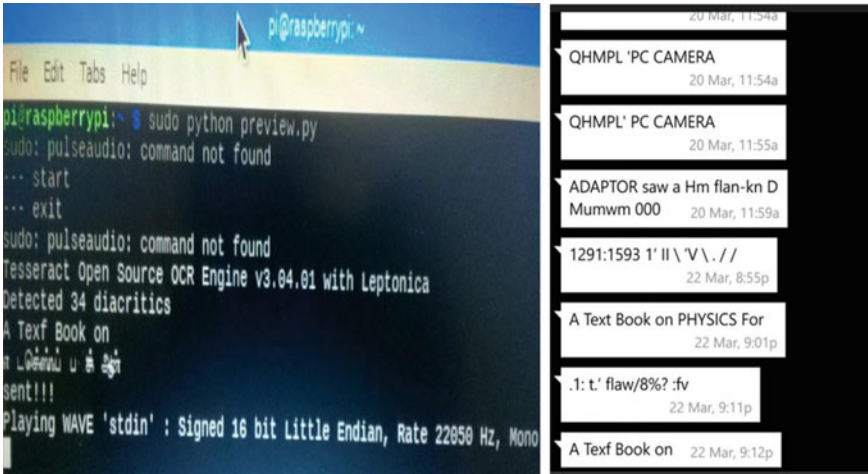 pi@raspberrypi: ~
File Edit Tabs Help
pi@raspberrypi:~ $ sudo python preview.py
sudo: pulseaudio: command not found
--- start
--- exit
sudo: pulseaudio: command not found
Tesseract Open Source OCR Engine v3.04.01 with Leptonica
Detected 34 diacritics
A Texf Book on
sent!!!
Playing WAVE 'stdin' : Signed 16 bit Little Endian, Rate 22050 Hz, Mono
20 Mar, 11:54a
QHMPL 'PC CAMERA
20 Mar, 11:54a
QHMPL' PC CAMERA
20 Mar, 11:55a
ADAPTOR saw a Hm flan-kn D
Mumwm 000 20 Mar, 11:59a
1291:1593 1' II \ 'V \ . / /
22 Mar, 8:55p
A Text Book on PHYSICS For
22 Mar, 9:01p
.1: t.' flaw/8%? :fv
22 Mar, 9:11p
A Texf Book on 22 Mar, 9:12p